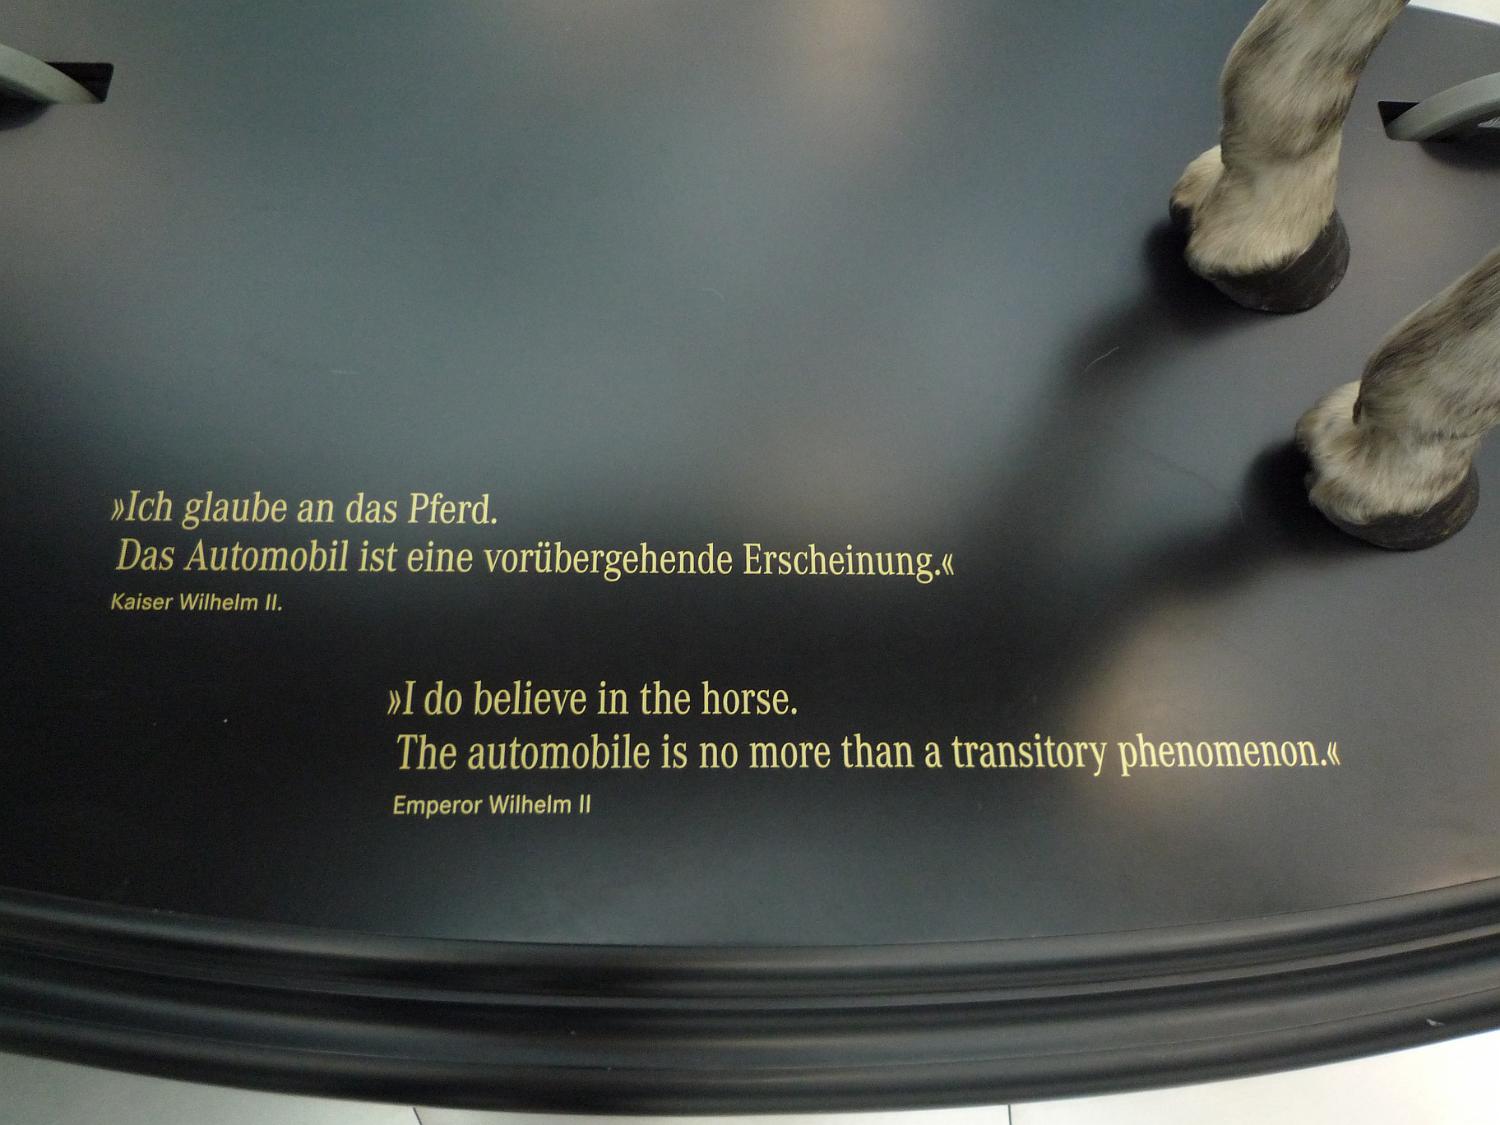 »Ich glaube an das Pferd.
Das Automobil ist eine vorübergehende Erscheinung.«
Kaiser Wilhelm II.
»I do believe in the horse.
The automobile is no more than a transitory phenomenon.«
Emperor Wilhelm II